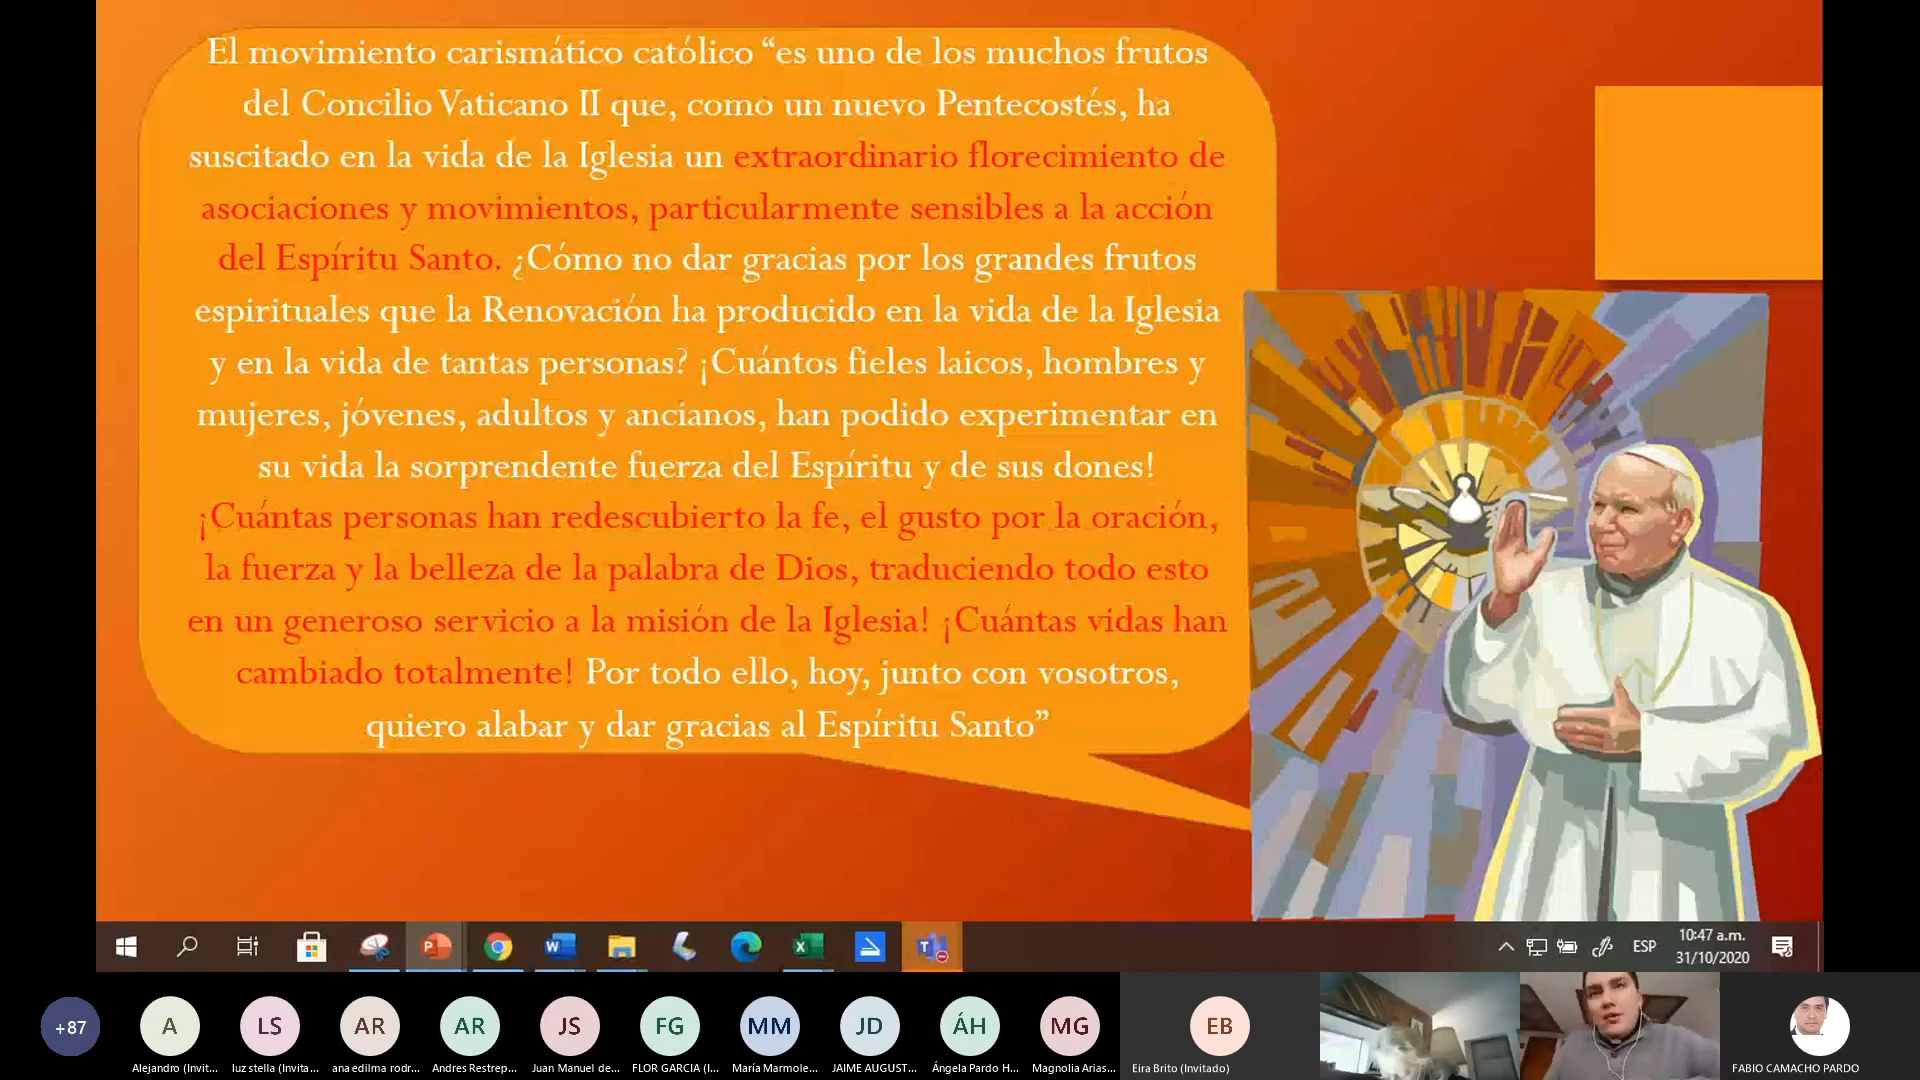 El movimiento carismático católico “es uno de los muchos frutos
del Concilio Vaticano II que, como un nuevo Pentecostés, ha
suscitado en la vida de la Iglesia un extraordinario florecimiento de
asociaciones y movimientos, particularmente sensibles a la acción
del Espíritu Santo. ¿Cómo no dar gracias por los grandes frutos
espirituales que la Renovación ha producido en la vida de la Iglesia
y en la vida de tantas personas? ¡Cuántos fieles laicos, hombres y
mujeres, jóvenes, adultos y ancianos, han podido experimentar en
su vida la sorprendente fuerza del Espíritu y de sus dones!
¡Cuántas personas han redescubierto la fe, el gusto por la oración,
la fuerza y la belleza de la palabra de Dios, traduciendo todo esto
en un generoso servicio a la misión de la Iglesia! ¡Cuántas vidas han
cambiado totalmente! Por todo ello, hoy, junto con vosotros,
quiero alabar y dar gracias al Espíritu Santo”
ESP
10:47 a.m.
31/10/2020
+87
A
LS
AR
AR
JS
FG
MM
JD
ÁH
MG
EB
Alejandro (Invit...
luz stella (Invita...
ana edilma rodr...
Andres Restrep...
Juan Manuel de...
FLOR GARCIA (I...
María Marmole...
JAIME AUGUST...
Ángela Pardo H...
Magnolia Arias...
Eira Brito (Invitado)
FABIO CAMACHO PARDO